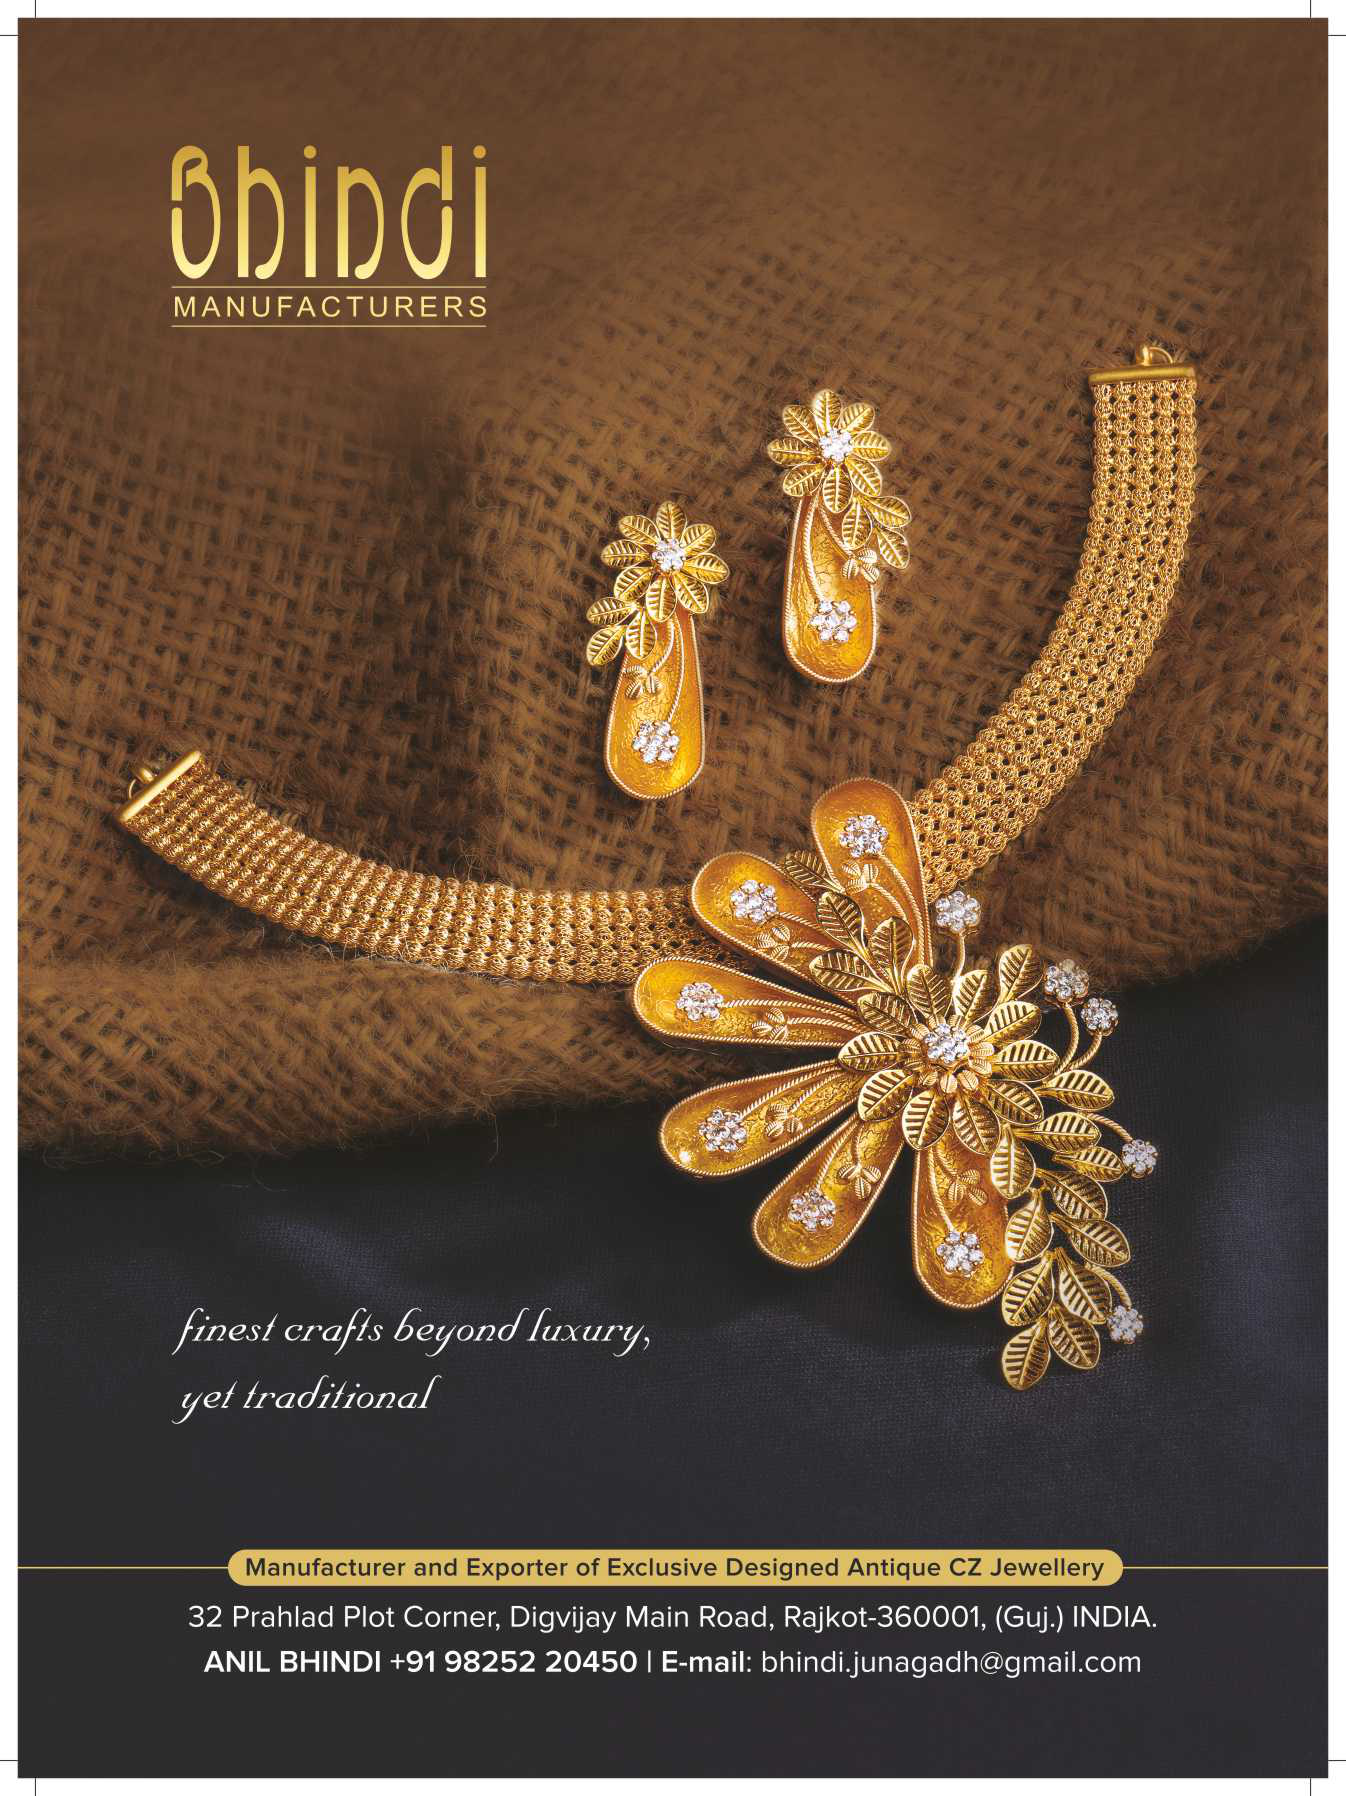 Bhindi
MANUFACTURERS
finest crafts beyond luxury,
yet traditional
Manufacturer and Exporter of Exclusive Designed Antique CZ Jewellery
32 Prahlad Plot Corner, Digvijay Main Road, Rajkot-360001, (Guj.) INDIA.
ANIL BHINDI +91 98252 20450 | E-mail: bhindi.junagadh@gmail.com